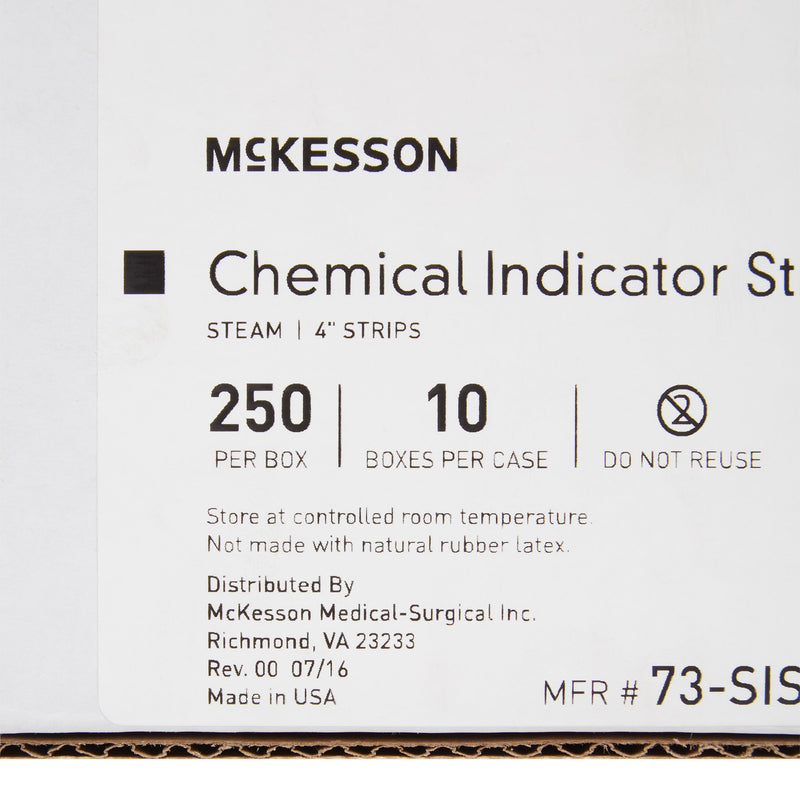 McKESSON
Chemical Indicator St
STEAM | 4" STRIPS
250 10
PER BOX BOXES PER CASE DO NOT REUSE
Store at controlled room temperature.
Not made with natural rubber latex.
Distributed By
McKesson Medical-Surgical Inc.
Richmond, VA 23233
Rev. 00 07/16
Made in USA
MFR # 73-SIS